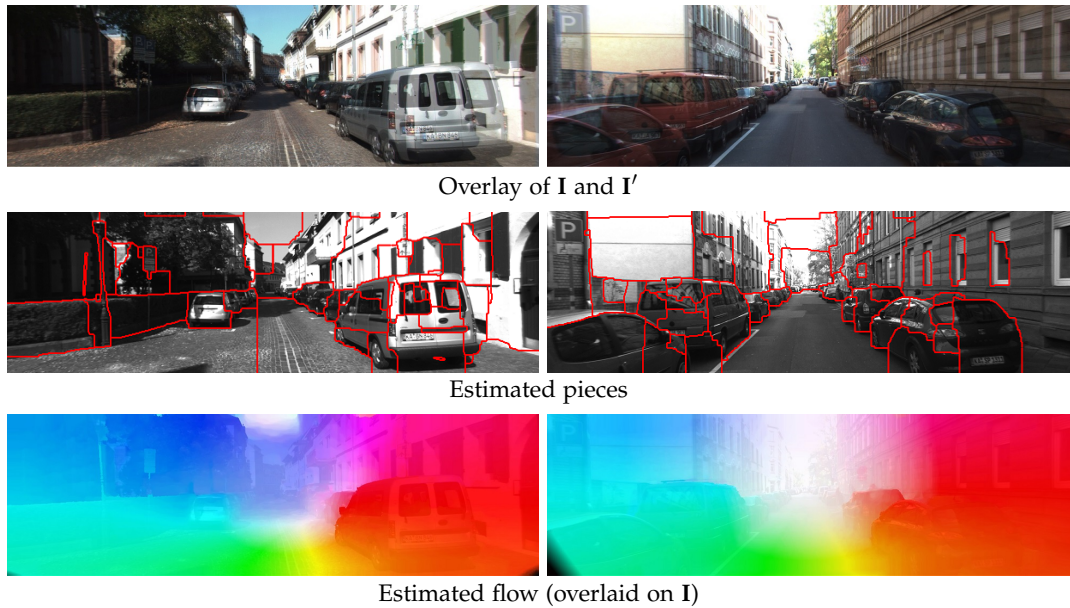 Overlay of I and I′
P
Estimated pieces
P
Estimated flow (overlaid on I)
P